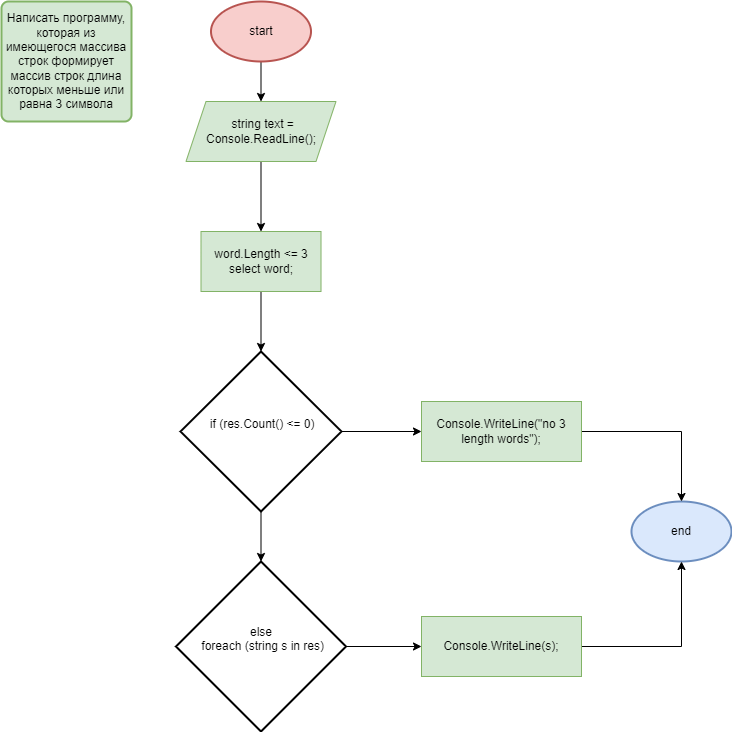 Написать программу,
которая из
имеющегося массива
строк формирует
массив строк длина
которых меньше или
равна 3 символа
start
string text =
Console.ReadLine();
word.Length <= 3
select word;
if (res.Count() <= 0)
Console.WriteLine("no 3
length words");
end
else
foreach (string s in res)
Console.WriteLine(s);